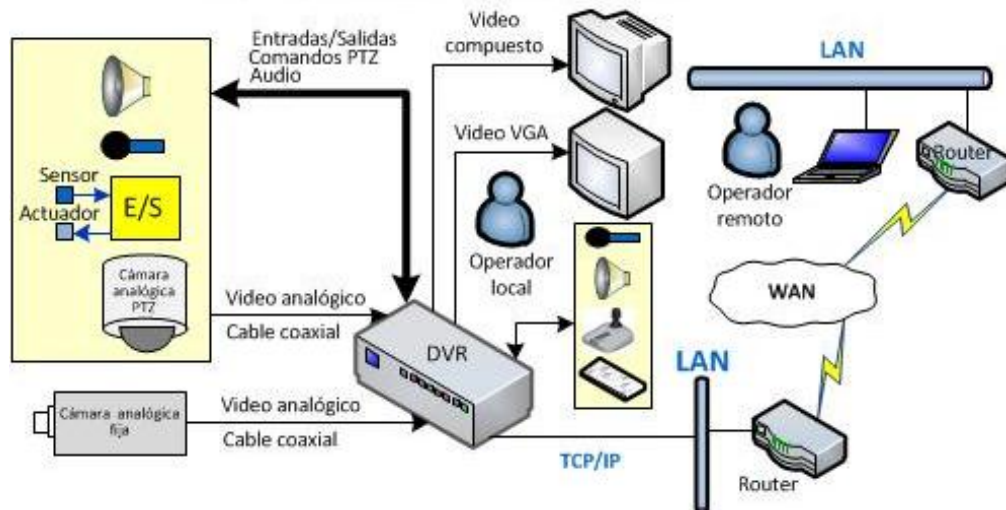 Entradas/Salidas
Comandos PTZ
Audio
Video
compuesto
LAN
Video VGA
Router
Sensor
Actuador
E/S
Operador
remoto
Operador
local
Cámara
analógica
PTZ
Video analógico
Cable coaxial
WAN
DVR
LAN
Cámara analógica
fija
Video analógico
Cable coaxial
TCP/IP
Router